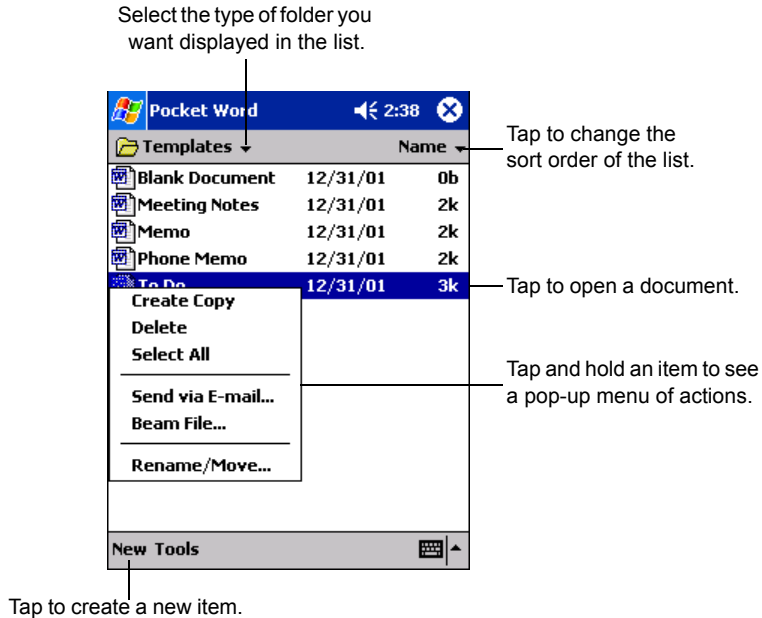 Select the type of folder you
want displayed in the list.
Pocket Word 2:38
Templates Name
Tap to change the
sort order of the list.
Blank Document 12/31/01 0b
Meeting Notes 12/31/01 2k
Memo 12/31/01 2k
Phone Memo 12/31/01 2k
To Do 12/31/01 3k
Tap to open a document.
Create Copy
Delete
Select All
Send via E-mail...
Beam File...
Rename/Move...
Tap and hold an item to see
a pop-up menu of actions.
New Tools
Tap to create a new item.